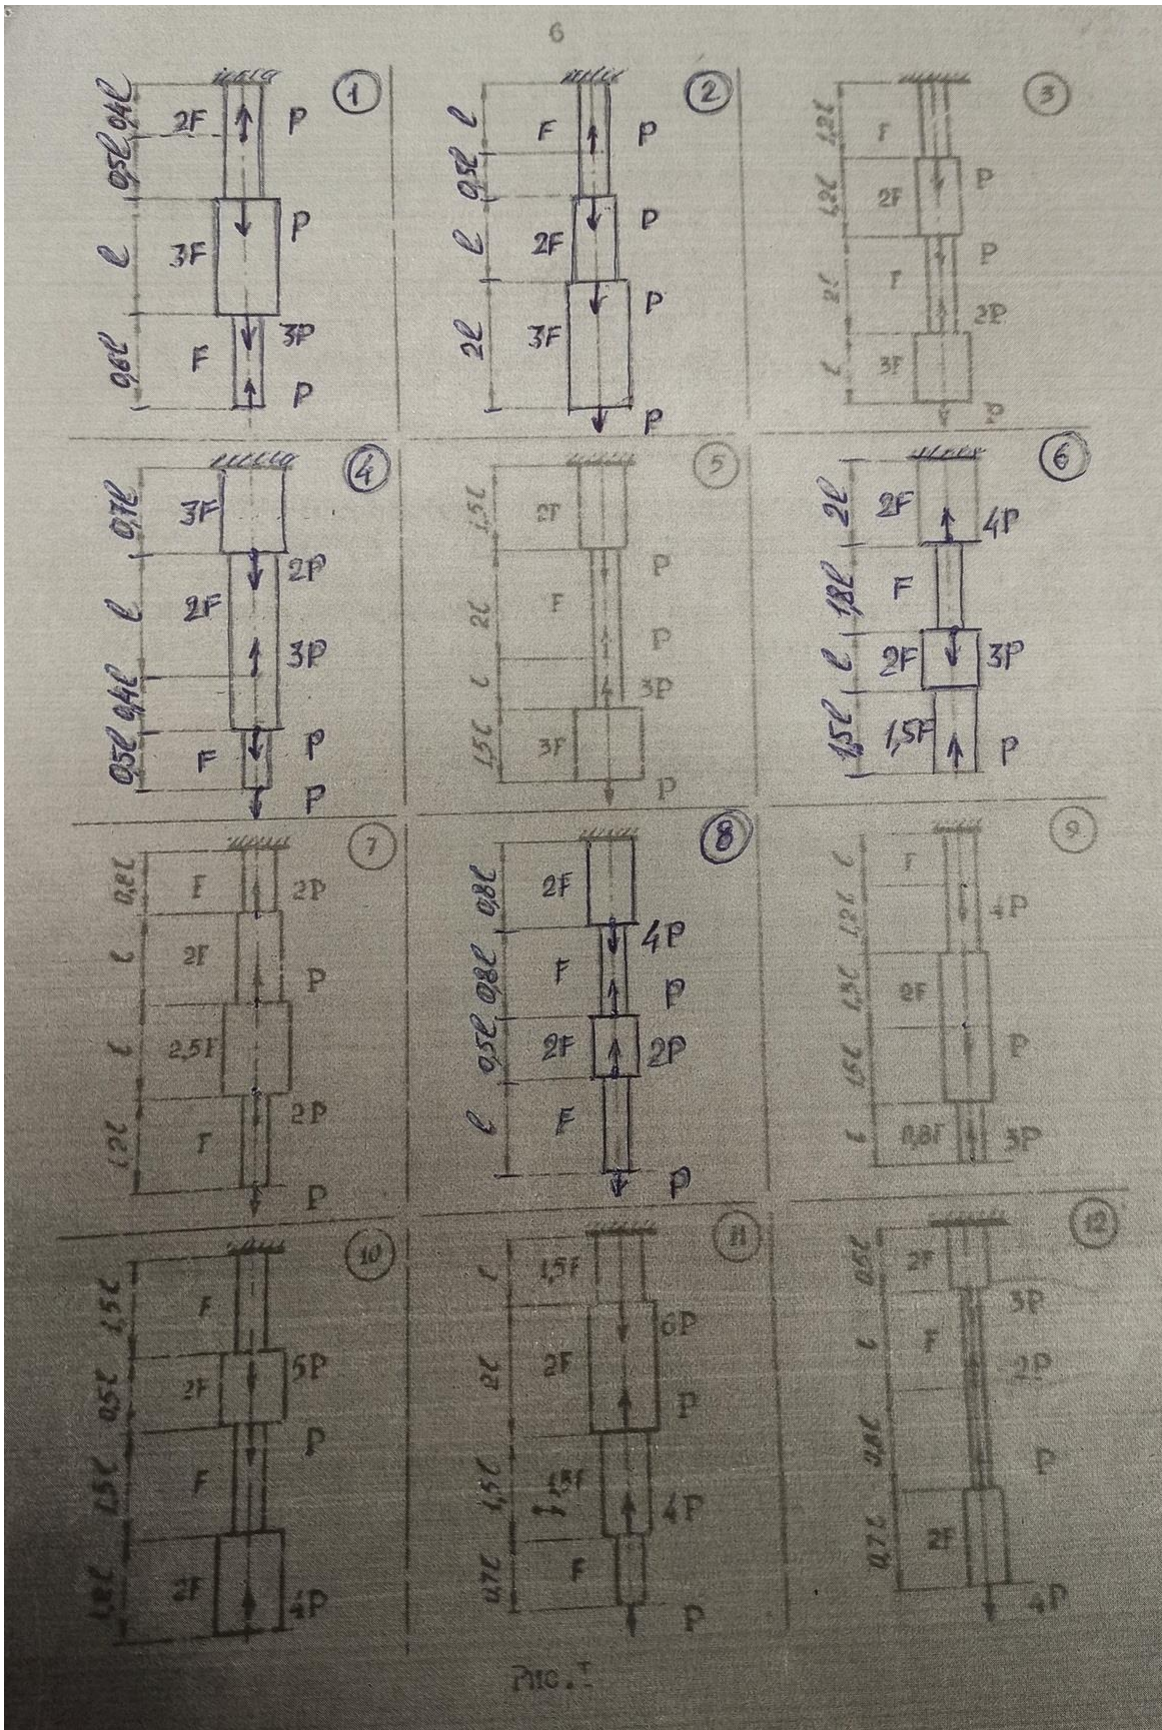 6
1
0,4l 2F P
0,5l
l 3F P
0,6l F 3P
P
2
l F P
0,5l
l 2F P
2l 3F P
P
3
1,2l F
1,2l 2F P
2l F P
2P
l 3F
P
4
0,7l 3F
2P
l 2F
3P
0,4l
0,5l F P
P
5
1,5l 2F
P
2l F
P
l 3P
1,5l 3F
P
6
2l 2F 4P
1,8l F
l 2F 3P
1,5l 1,5F P
7
0,8l F 2P
l 2F P
l 2,5F
2P
1,2l F
P
8
0,8l 2F
4P
0,8l F P
0,5l 2F 2P
l F
P
9
l F
1,2l 4P
1,3l 2F
1,5l P
l 0,8F 3P
10
1,5l F
0,5l 2F 5P
P
1,5l F
1,8l 2F 4P
11
l 1,5F
6P
2l 2F
P
1,5l 4P
0,7l F
P
12
0,5l 2F
3P
l F 2P
0,8l P
0,7l 2F
4P
Рис. I